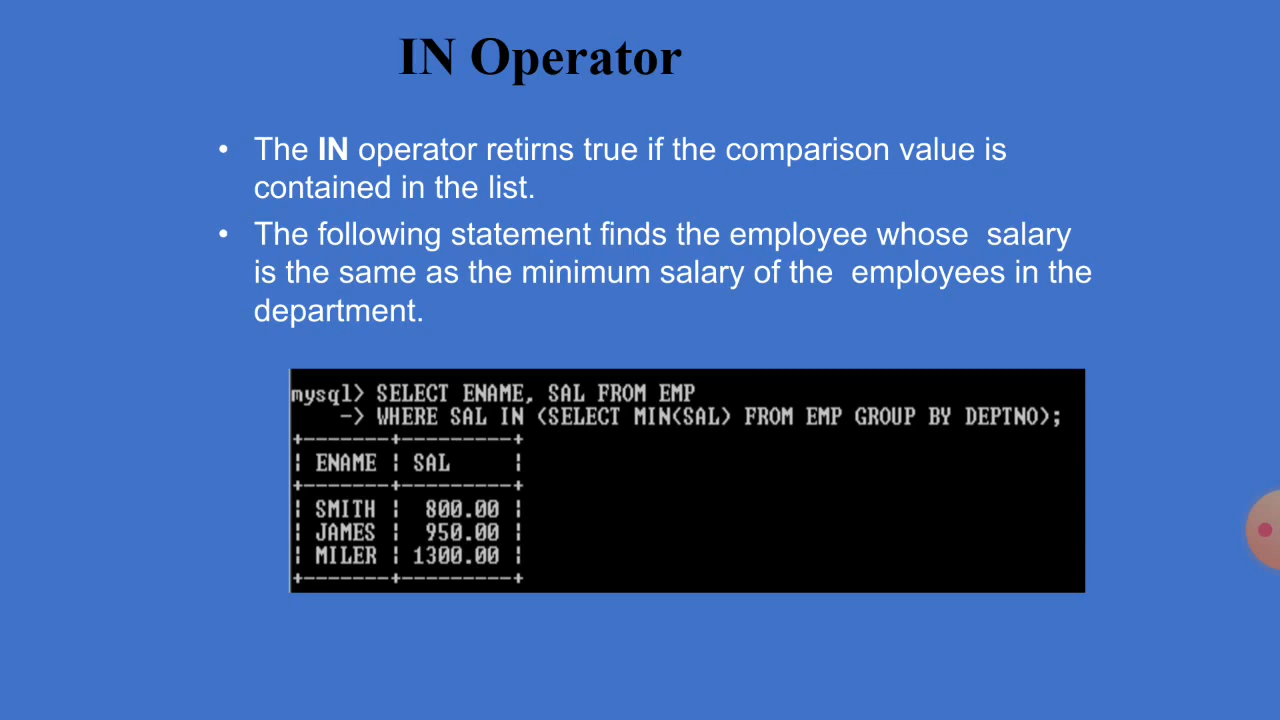 IN Operator
• The IN operator retirns true if the comparison value is
contained in the list.
• The following statement finds the employee whose  salary
is the same as the minimum salary of the  employees in the
department.
mysql> SELECT ENAME, SAL FROM EMP
    -> WHERE SAL IN (SELECT MIN(SAL) FROM EMP GROUP BY DEPTNO);
+-------+---------+
| ENAME | SAL     |
+-------+---------+
| SMITH |  800.00 |
| JAMES |  950.00 |
| MILER | 1300.00 |
+-------+---------+